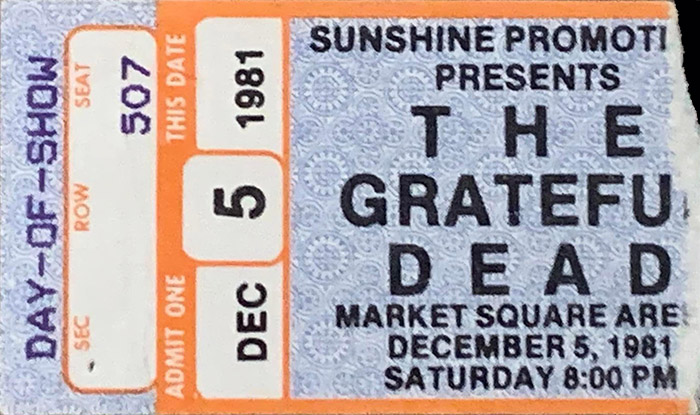 DAY-OF-SHOW
SEC ROW SEAT
507
ADMIT ONE THIS DATE
DEC 5 1981
SUNSHINE PROMOTI
PRESENTS
THE
GRATEFU
DEAD
MARKET SQUARE ARE
DECEMBER 5, 1981
SATURDAY 8:00 PM